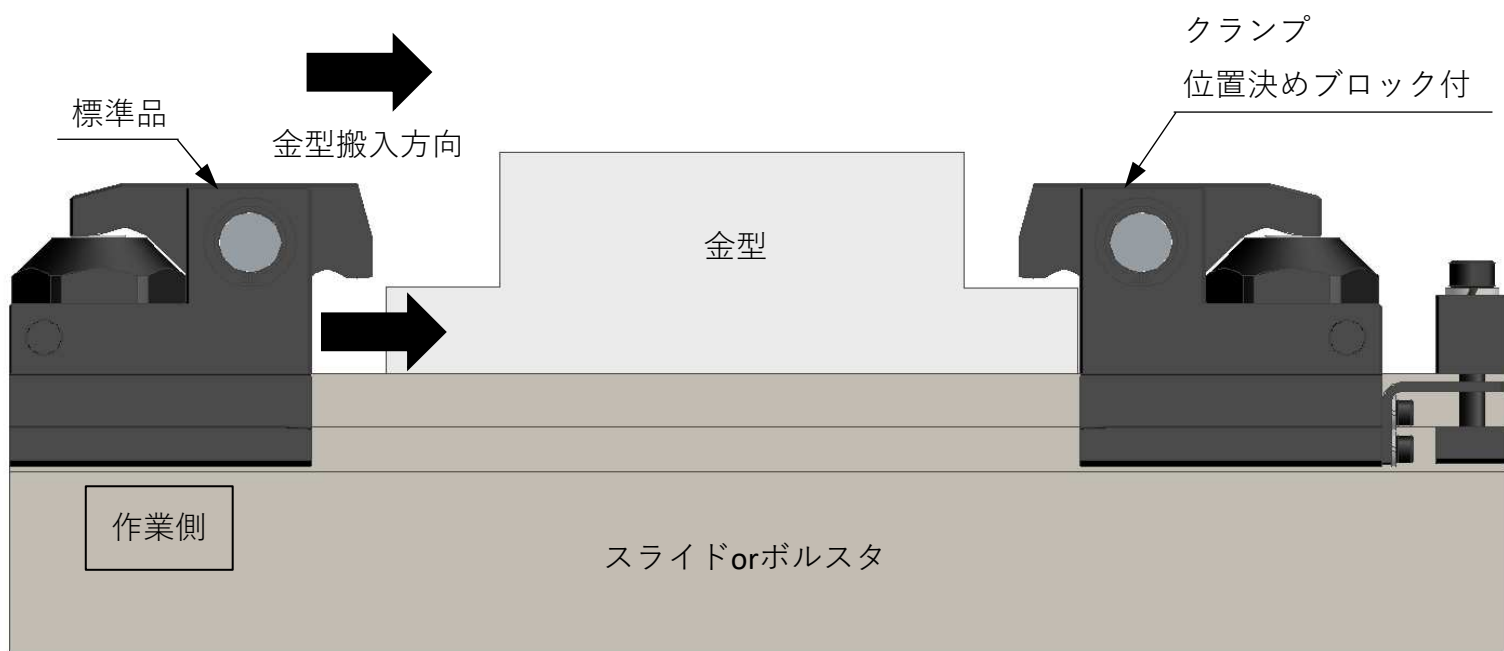 クランプ
位置決めブロック付
標準品
金型搬入方向
金型
作業側
スライドorボルスタ